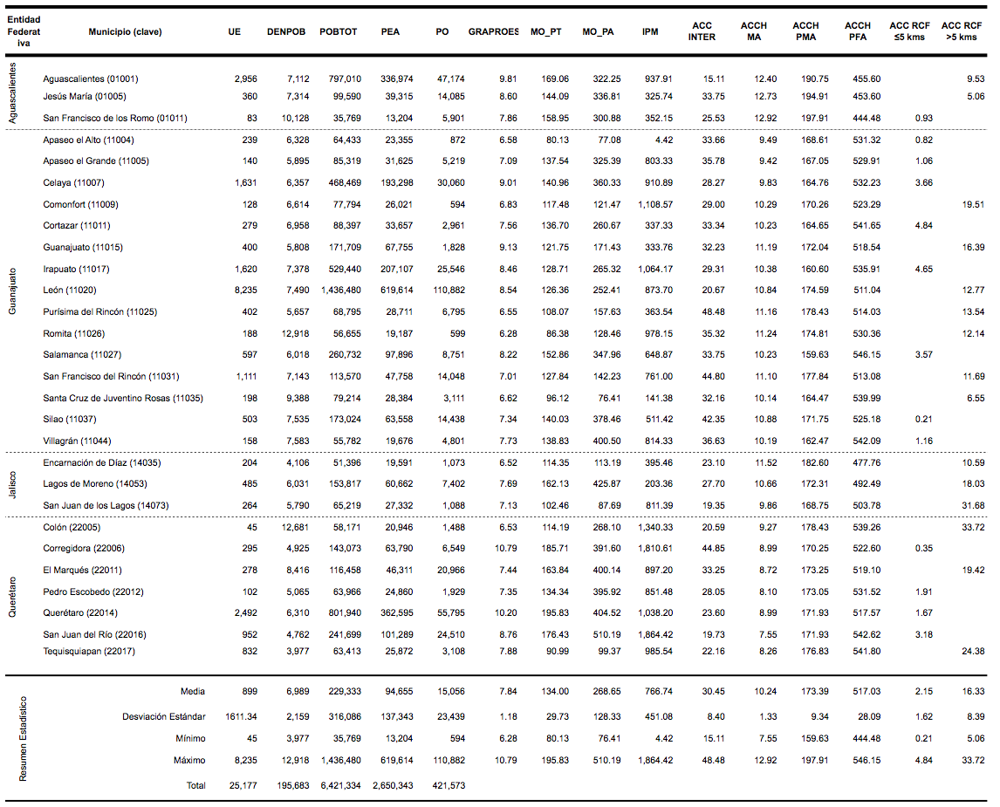 Entidad Federat iva Municipio (clave) UE DENPOB POBTOT PEA PO GRAPROES MO_PT MO_PA IPM ACC INTER ACCH MA ACCH PMA ACCH PFA ACC RCF ≤5 kms ACC RCF >5 kms
Aguascalientes
Aguascalientes (01001) 2,956 7,112 797,010 336,974 47,174 9.81 169.06 322.25 937.91 15.11 12.40 190.75 455.60 9.53
Jesús María (01005) 360 7,314 99,590 39,315 14,085 8.60 144.09 336.81 325.74 33.75 12.73 194.91 453.60 5.06
San Francisco de los Romo (01011) 83 10,128 35,769 13,204 5,901 7.86 158.95 300.88 352.15 25.53 12.92 197.91 444.48 0.93
Guanajuato
Apaseo el Alto (11004) 239 6,328 64,433 23,355 872 6.58 80.13 77.08 4.42 33.66 9.49 168.61 531.32 0.82
Apaseo el Grande (11005) 140 5,895 85,319 31,625 5,219 7.09 137.54 325.39 803.33 35.78 9.42 167.05 529.91 1.06
Celaya (11007) 1,631 6,357 468,469 193,298 30,060 9.01 140.96 360.33 910.89 28.27 9.83 164.76 532.23 3.66
Comonfort (11009) 128 6,614 77,794 26,021 594 6.83 117.48 121.47 1,108.57 29.00 10.29 170.26 523.29 19.51
Cortazar (11011) 279 6,958 88,397 33,657 2,961 7.56 136.70 260.67 337.33 33.34 10.23 164.65 541.65 4.84
Guanajuato (11015) 400 5,808 171,709 67,755 1,828 9.13 121.75 171.43 333.76 32.23 11.19 172.04 518.54 16.39
Irapuato (11017) 1,620 7,378 529,440 207,107 25,546 8.46 128.71 265.32 1,064.17 29.31 10.38 160.60 535.91 4.65
León (11020) 8,235 7,490 1,436,480 619,614 110,882 8.54 126.36 252.41 873.70 20.67 10.84 174.59 511.04 12.77
Purísima del Rincón (11025) 402 5,657 68,795 28,711 6,795 6.55 108.07 157.63 363.54 48.48 11.16 178.43 514.03 13.54
Romita (11026) 188 12,918 56,655 19,187 599 6.28 86.38 128.46 978.15 35.32 11.24 174.81 530.36 12.14
Salamanca (11027) 597 6,018 260,732 97,896 8,751 8.22 152.86 347.96 648.87 33.75 10.23 159.63 546.15 3.57
San Francisco del Rincón (11031) 1,111 7,143 113,570 47,758 14,048 7.01 127.84 142.23 761.00 44.80 11.10 177.84 513.08 11.69
Santa Cruz de Juventino Rosas (11035) 198 9,388 79,214 28,384 3,111 6.62 96.12 76.41 141.38 32.16 10.14 164.47 539.99 6.55
Silao (11037) 503 7,535 173,024 63,558 14,438 7.34 140.03 378.46 511.42 42.35 10.88 171.75 525.18 0.21
Villagrán (11044) 158 7,583 55,782 19,676 4,801 7.73 138.83 400.50 814.33 36.63 10.19 162.47 542.09 1.16
Jalisco
Encarnación de Díaz (14035) 204 4,106 51,396 19,591 1,073 6.52 114.35 113.19 395.46 23.10 11.52 182.60 477.76 10.59
Lagos de Moreno (14053) 485 6,031 153,817 60,662 7,402 7.69 162.13 425.87 203.36 27.70 10.66 172.31 492.49 18.03
San Juan de los Lagos (14073) 264 5,790 65,219 27,332 1,088 7.13 102.46 87.69 811.39 19.35 9.86 168.75 503.78 31.68
Querétaro
Colón (22005) 45 12,681 58,171 20,946 1,488 6.53 114.19 268.10 1,340.33 20.59 9.27 178.43 539.26 33.72
Corregidora (22006) 295 4,925 143,073 63,790 6,549 10.79 185.71 391.60 1,810.61 44.85 8.99 170.25 522.60 0.35
El Marqués (22011) 278 8,416 116,458 46,311 20,966 7.44 163.84 400.14 897.20 33.25 8.72 173.25 519.10 19.42
Pedro Escobedo (22012) 102 5,065 63,966 24,860 1,929 7.35 134.34 395.92 851.48 28.05 8.10 173.05 531.52 1.91
Querétaro (22014) 2,492 6,310 801,940 362,595 55,795 10.20 195.83 404.52 1,038.20 23.60 8.99 171.93 517.57 1.67
San Juan del Río (22016) 952 4,762 241,699 101,289 24,510 8.76 176.43 510.19 1,864.42 19.73 7.55 171.93 542.62 3.18
Tequisquiapan (22017) 832 3,977 63,413 25,872 3,108 7.88 90.99 99.37 985.54 22.16 8.26 176.83 541.80 24.38
Resumen Estadístico
Media 899 6,989 229,333 94,655 15,056 7.84 134.00 268.65 766.74 30.45 10.24 173.39 517.03 2.15 16.33
Desviación Estándar 1611.34 2,159 316,086 137,343 23,439 1.18 29.73 128.33 451.08 8.40 1.33 9.34 28.09 1.62 8.39
Mínimo 45 3,977 35,769 13,204 594 6.28 80.13 76.41 4.42 15.11 7.55 159.63 444.48 0.21 5.06
Máximo 8,235 12,918 1,436,480 619,614 110,882 10.79 195.83 510.19 1,864.42 48.48 12.92 197.91 546.15 4.84 33.72
Total 25,177 195,683 6,421,334 2,650,343 421,573